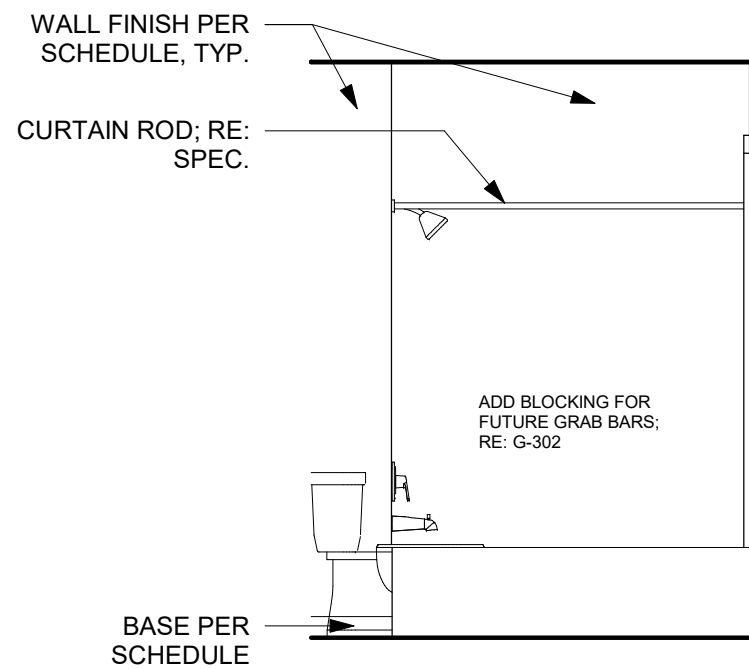 WALL FINISH PER
SCHEDULE, TYP.
CURTAIN ROD; RE:
SPEC.
ADD BLOCKING FOR
FUTURE GRAB BARS;
RE: G-302
BASE PER
SCHEDULE